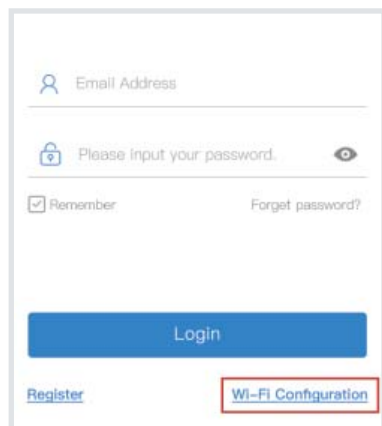 Email Address
Please input your password.
Remember Forget password?
Login
Register Wi-Fi Configuration